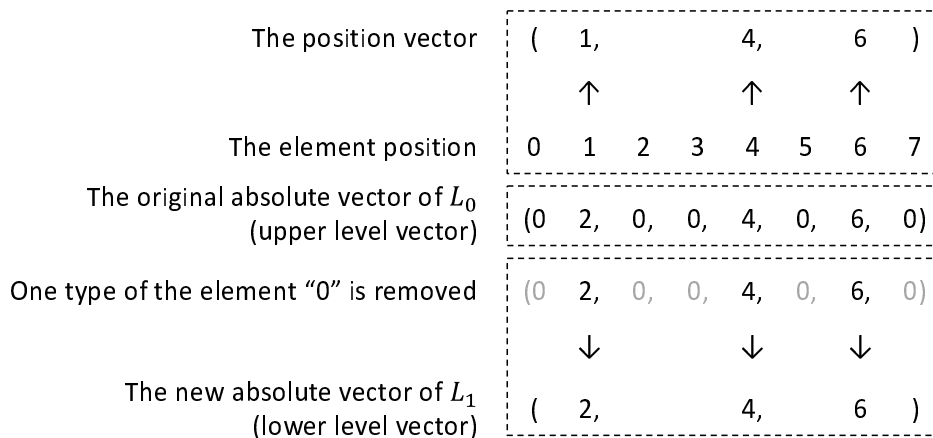 The position vector ( 1, 4, 6 )
↑ ↑ ↑
The element position 0 1 2 3 4 5 6 7
The original absolute vector of L₀
(upper level vector) (0 2, 0, 0, 4, 0, 6, 0)
One type of the element “0” is removed (0 2, 0, 0, 4, 0, 6, 0)
↓ ↓ ↓
The new absolute vector of L₁
(lower level vector) ( 2, 4, 6 )